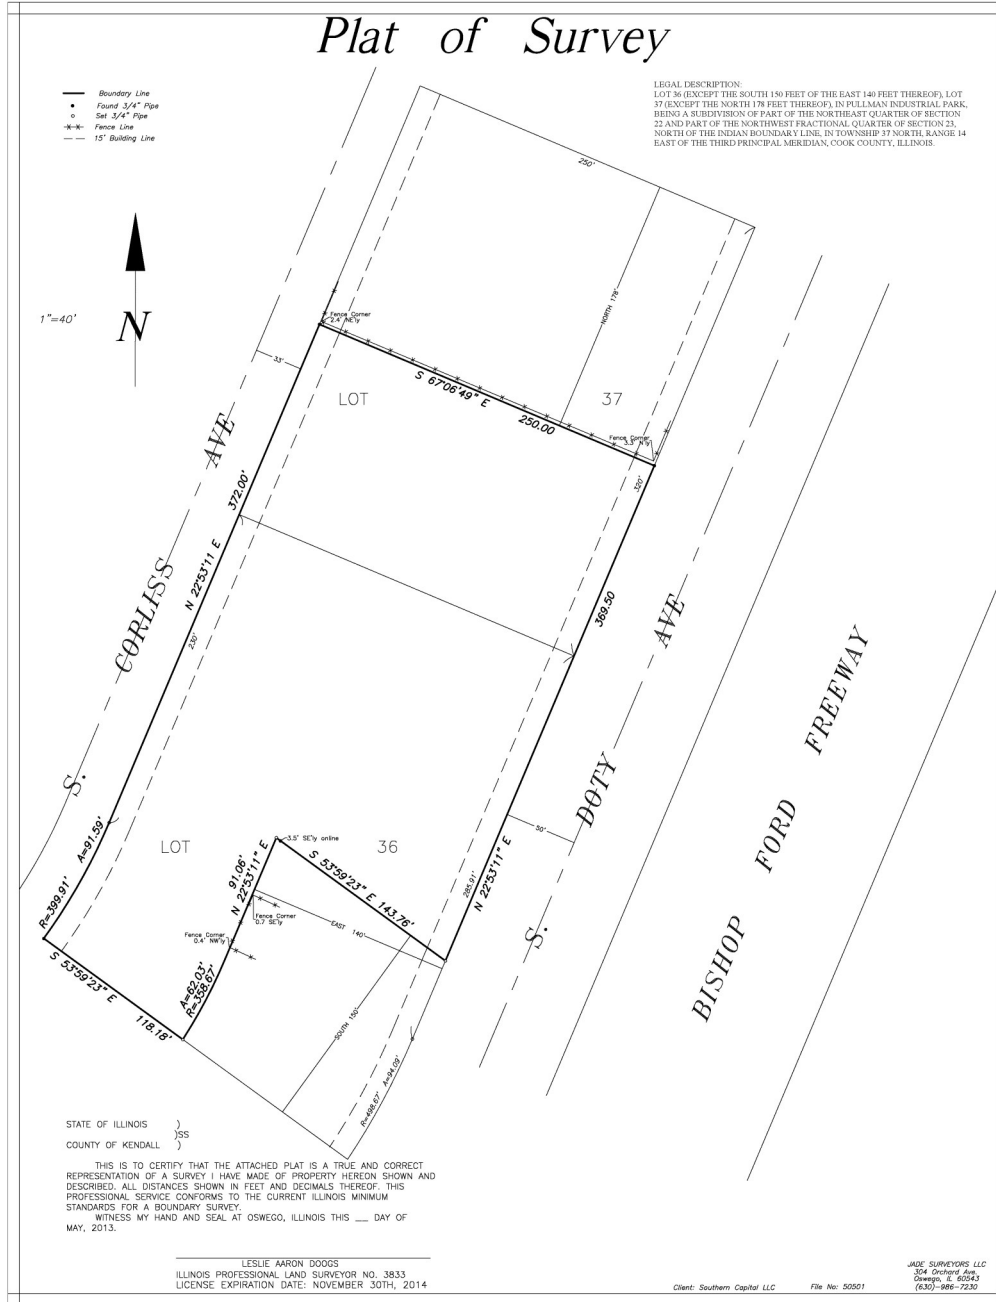 Plat of Survey
Boundary Line
Found 3/4" Pipe
Set 3/4" Pipe
Fence Line
15' Building Line
LEGAL DESCRIPTION:
LOT 36 (EXCEPT THE SOUTH 150 FEET OF THE EAST 140 FEET THEREOF), LOT
37 (EXCEPT THE NORTH 178 FEET THEREOF), IN PULLMAN INDUSTRIAL PARK,
BEING A SUBDIVISION OF PART OF THE NORTHEAST QUARTER OF SECTION
22 AND PART OF THE NORTHWEST FRACTIONAL QUARTER OF SECTION 23,
NORTH OF THE INDIAN BOUNDARY LINE, IN TOWNSHIP 37 NORTH, RANGE 14
EAST OF THE THIRD PRINCIPAL MERIDIAN, COOK COUNTY, ILLINOIS.
250'
1"=40'
N
NORTH 178'
Fence Corner
2.4' NE'ly
33'
S 67°06'49" E
250.00
LOT
37
Fence Corner
3.3' N'ly
320'
372.00'
N 22°53'11 E
230'
S. CORLISS AVE
369.50
S. DOTY AVE
BISHOP FORD FREEWAY
A=91.59'
R=399.91'
LOT
36
3.5' SE'ly online
50'
91.06'
N 22°53'11" E
S 53°59'23" E 143.76'
285.91'
N 22°53'11" E
Fence Corner
0.7 SE'ly
EAST 140'
Fence Corner
0.4' NW'ly
A=62.03'
R=358.67'
S 53°59'23" E
118.18'
SOUTH 150'
R=498.67' A=94.09'
STATE OF ILLINOIS )
)SS
COUNTY OF KENDALL )
THIS IS TO CERTIFY THAT THE ATTACHED PLAT IS A TRUE AND CORRECT
REPRESENTATION OF A SURVEY I HAVE MADE OF PROPERTY HEREON SHOWN AND
DESCRIBED. ALL DISTANCES SHOWN IN FEET AND DECIMALS THEREOF. THIS
PROFESSIONAL SERVICE CONFORMS TO THE CURRENT ILLINOIS MINIMUM
STANDARDS FOR A BOUNDARY SURVEY.
WITNESS MY HAND AND SEAL AT OSWEGO, ILLINOIS THIS __ DAY OF
MAY, 2013.
LESLIE AARON DOOGS
ILLINOIS PROFESSIONAL LAND SURVEYOR NO. 3833
LICENSE EXPIRATION DATE: NOVEMBER 30TH, 2014
Client: Southern Capital LLC
File No: 50501
JADE SURVEYORS LLC
304 Orchard Ave.
Oswego, IL 60543
(630)-986-7230